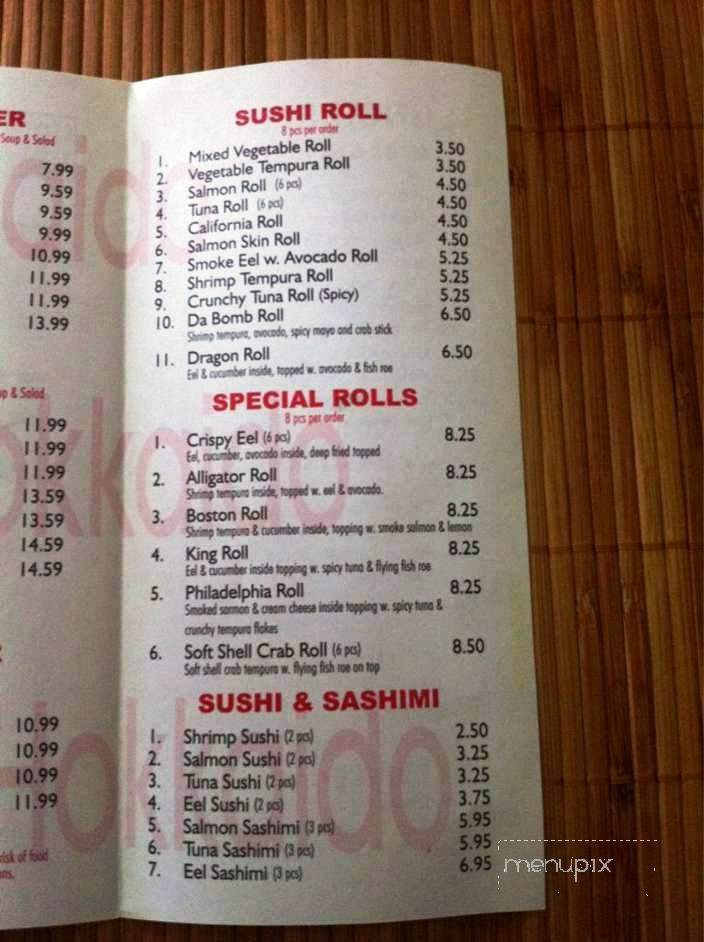 ER
Soup & Salad
7.99
9.59
9.59
9.99
10.99
11.99
11.99
13.99
p & Salad
11.99
11.99
11.99
13.59
13.59
14.59
14.59
10.99
10.99
10.99
11.99
risk of food
ns.
SUSHI ROLL
8 pcs per order
1. Mixed Vegetable Roll 3.50
2. Vegetable Tempura Roll 3.50
3. Salmon Roll (6 pcs) 4.50
4. Tuna Roll (6 pcs) 4.50
5. California Roll 4.50
6. Salmon Skin Roll 4.50
7. Smoke Eel w. Avocado Roll 5.25
8. Shrimp Tempura Roll 5.25
9. Crunchy Tuna Roll (Spicy) 5.25
10. Da Bomb Roll 6.50
Shrimp tempura, avocado, spicy mayo and crab stick
11. Dragon Roll 6.50
Eel & cucumber inside, topped w. avocado & fish roe
SPECIAL ROLLS
8 pcs per order
1. Crispy Eel (6 pcs) 8.25
Eel, cucumber, avocado inside, deep fried topped
2. Alligator Roll 8.25
Shrimp tempura inside, topped w. eel & avocado.
3. Boston Roll 8.25
Shrimp tempura & cucumber inside, topping w. smoke salmon & lemon
4. King Roll 8.25
Eel & cucumber inside topping w. spicy tuna & flying fish roe
5. Philadelphia Roll 8.25
Smoked sarmon & cream cheese inside topping w. spicy tuna &
crunchy tempura flakes
6. Soft Shell Crab Roll (6 pcs) 8.50
Soft shell crab tempura w. flying fish roe on top
SUSHI & SASHIMI
1. Shrimp Sushi (2 pcs) 2.50
2. Salmon Sushi (2 pcs) 3.25
3. Tuna Sushi (2 pcs) 3.25
4. Eel Sushi (2 pcs) 3.75
5. Salmon Sashimi (3 pcs) 5.95
6. Tuna Sashimi (3 pcs) 5.95
7. Eel Sashimi (3 pcs) 6.95
cido
okkaido
Hokkaido
menupix